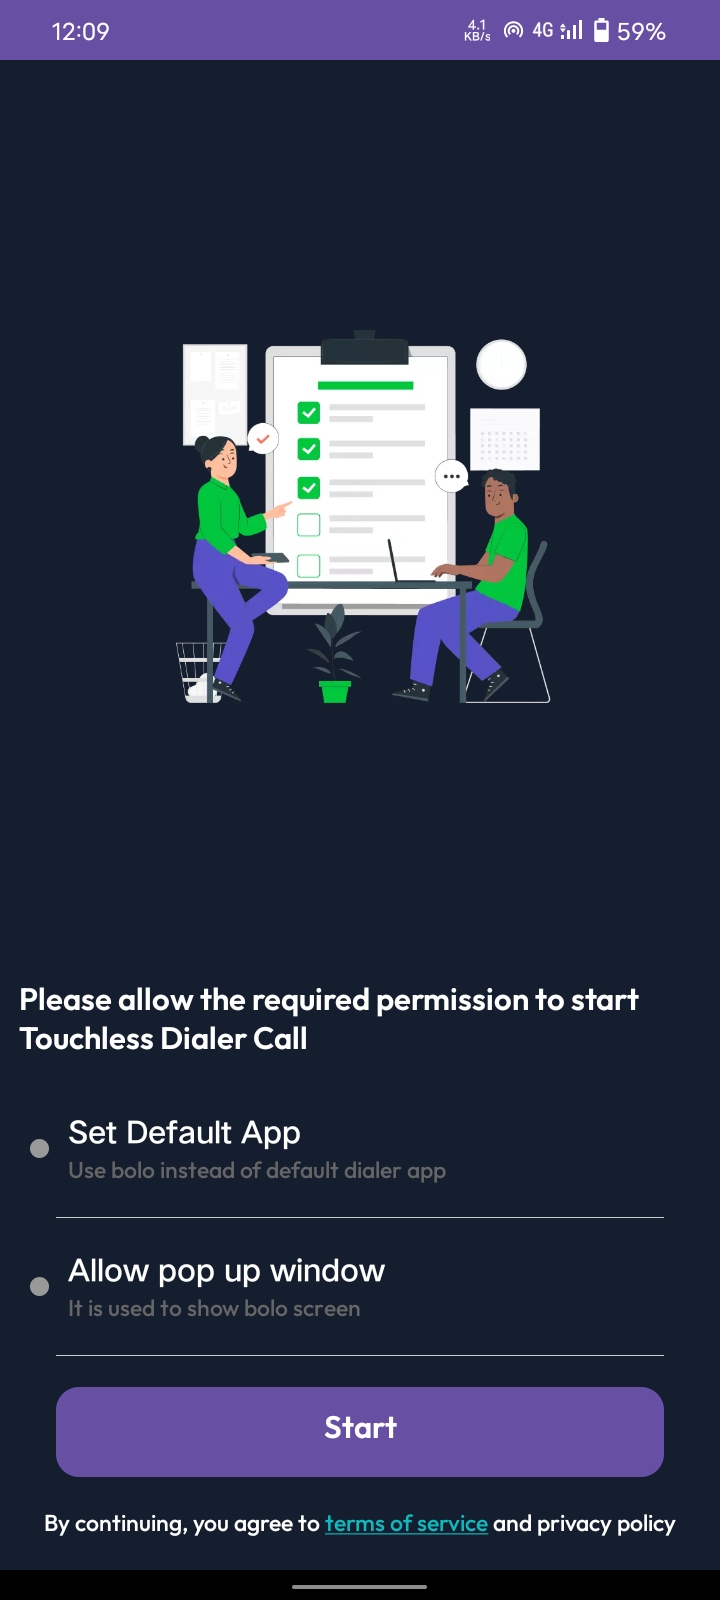 12:09
4.1
KB/s
4G
59%
Please allow the required permission to start
Touchless Dialer Call
Set Default App
Use bolo instead of default dialer app
Allow pop up window
It is used to show bolo screen
Start
By continuing, you agree to terms of service and privacy policy